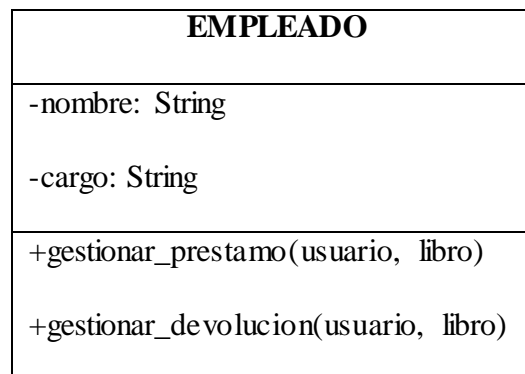 EMPLEADO
-nombre: String
-cargo: String
+gestionar_prestamo(usuario, libro)
+gestionar_devolucion(usuario, libro)